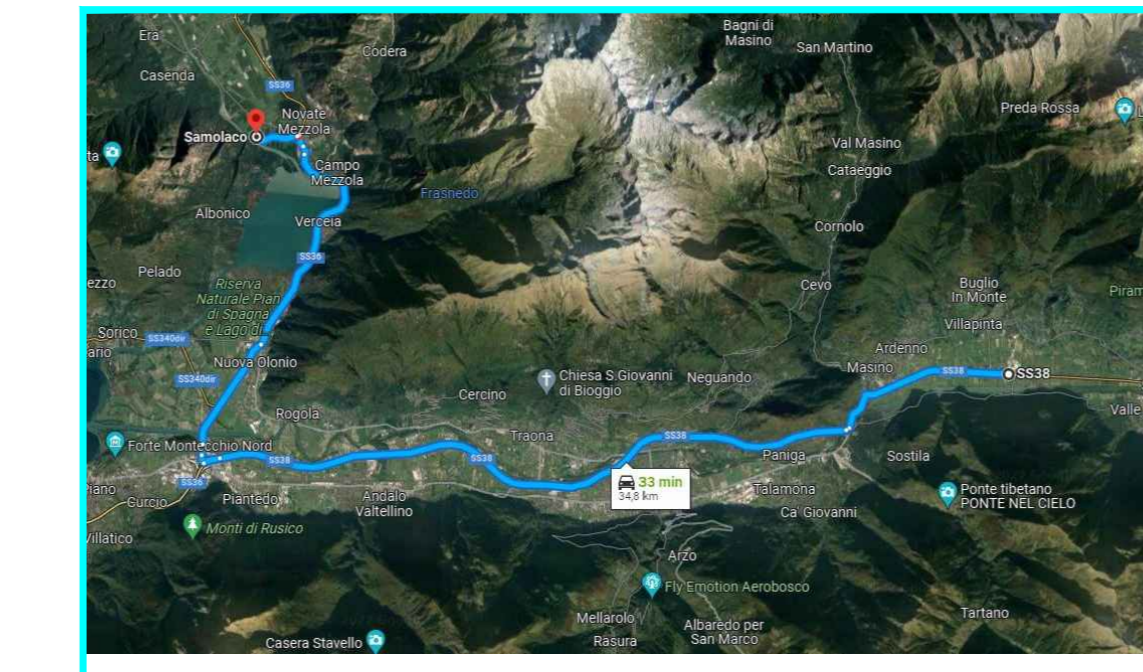 Era
Bagni di
Masino
San Martino
Codera
Casenda
SS36
Preda Rossa
Novate
Mezzola
Samolaco
Val Masino
ta
Campo
Mezzola
Cataeggio
Frasnedo
Albonico
Verceia
Cornolo
SS36
Pelado
Riserva
Naturale Pian
di Spagna
e Lago di
ezzo
Cevo
Buglio
In Monte
Piram
Sorico
ario
SS340dir
Villapinta
Ardenno
Nuova Olonio
Masino
SS38
SS38
SS340dir
Chiesa S.Giovanni
di Bioggio
Neguando
Cercino
Rogola
Valle
Traona
SS38
Forte Montecchio Nord
SS38
SS38
Paniga
Sostila
SS36
33 min
34,8 km
Piano
Curcio
Piantedo
Andalo
Valtellino
Talamona
Ca' Giovanni
Ponte tibetano
PONTE NEL CIELO
Monti di Rusico
Villatico
Arzo
Fly Emotion Aerobosco
Mellarolo
Rasura
Albaredo per
San Marco
Tartano
Casera Stavello